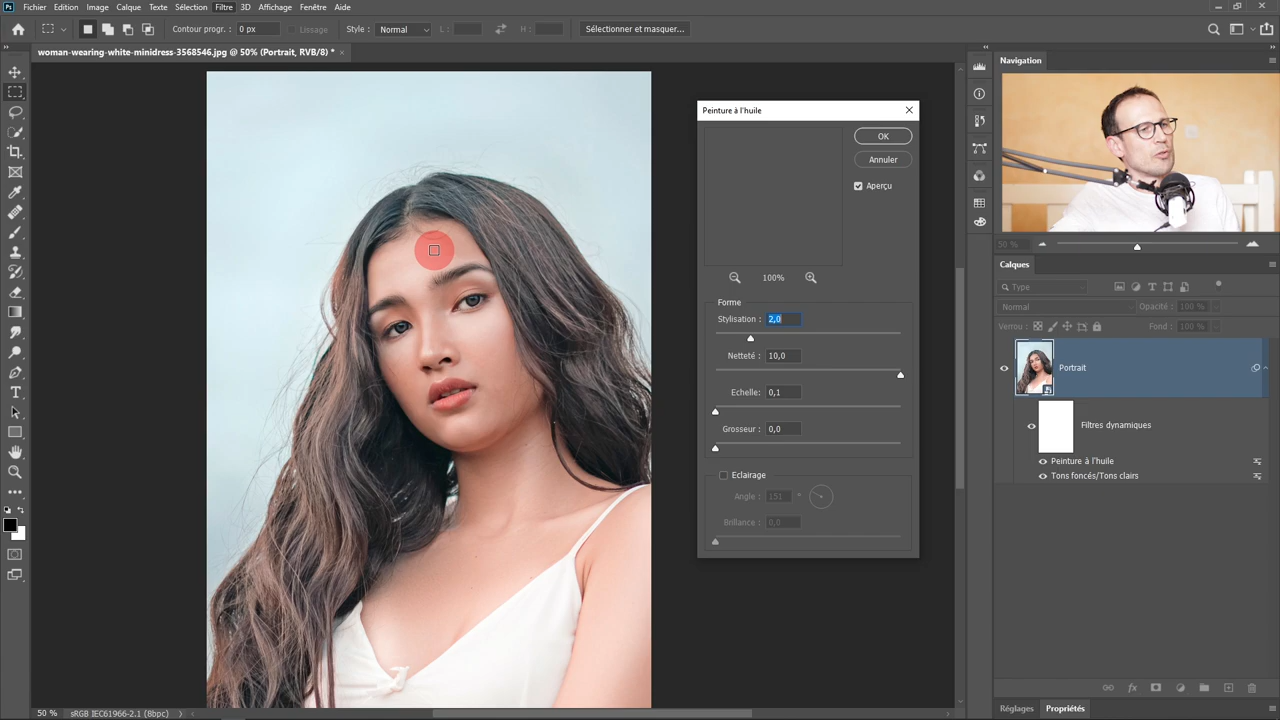 Ps Fichier Edition Image Calque Texte Sélection Filtre 3D Affichage Fenêtre Aide
Contour progr. : 0 px Lissage Style : Normal L : H : Sélectionner et masquer...
woman-wearing-white-minidress-3568546.jpg @ 50% (Portrait, RVB/8) * ×
Peinture à l'huile
OK
Annuler
Aperçu
100%
Forme
Stylisation : 2,0
Netteté : 10,0
Echelle: 0,1
Grosseur : 0,0
Eclairage
Angle : 151 °
Brillance : 0.0
Navigation
50 %
Calques
Type
Normal Opacité : 100 %
Verrou : Fond : 100 %
Portrait
Filtres dynamiques
Peinture à l'huile
Tons foncés/Tons clairs
fx
Réglages Propriétés
50 % sRGB IEC61966-2.1 (8bpc)